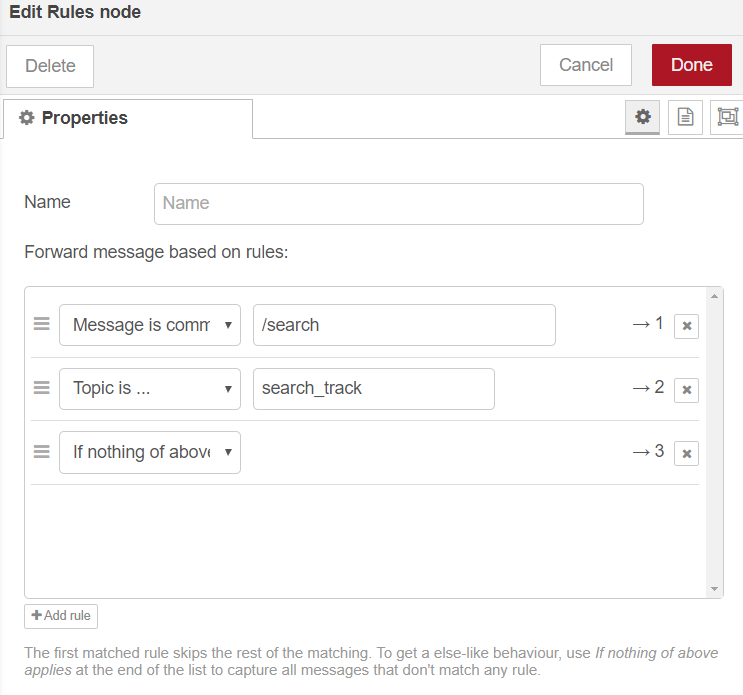 Edit Rules node
Delete
Cancel
Done
Properties
Name
Name
Forward message based on rules:
Message is comm
/search
→ 1
Topic is ...
search_track
→ 2
If nothing of above
→ 3
Add rule
The first matched rule skips the rest of the matching. To get a else-like behaviour, use If nothing of above
applies at the end of the list to capture all messages that don't match any rule.